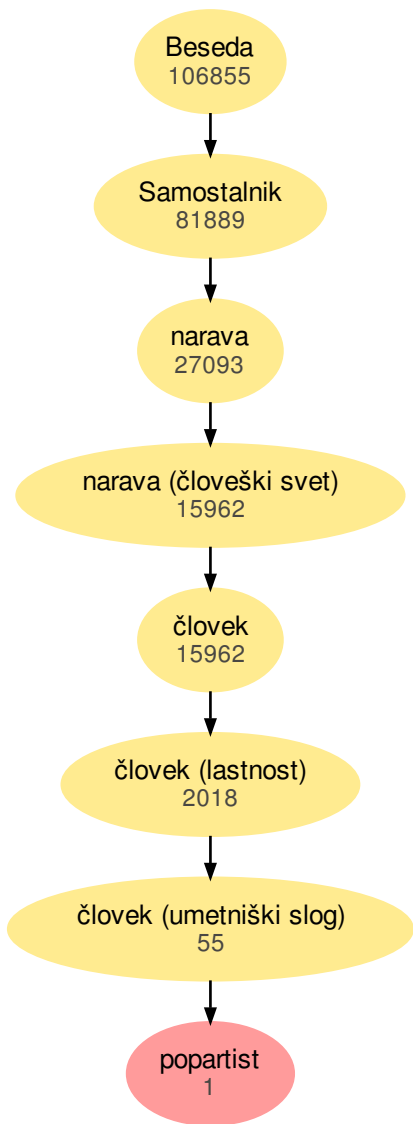 Beseda
106855
Samostalnik
81889
narava
27093
narava (človeški svet)
15962
človek
15962
človek (lastnost)
2018
človek (umetniški slog)
55
popartist
1